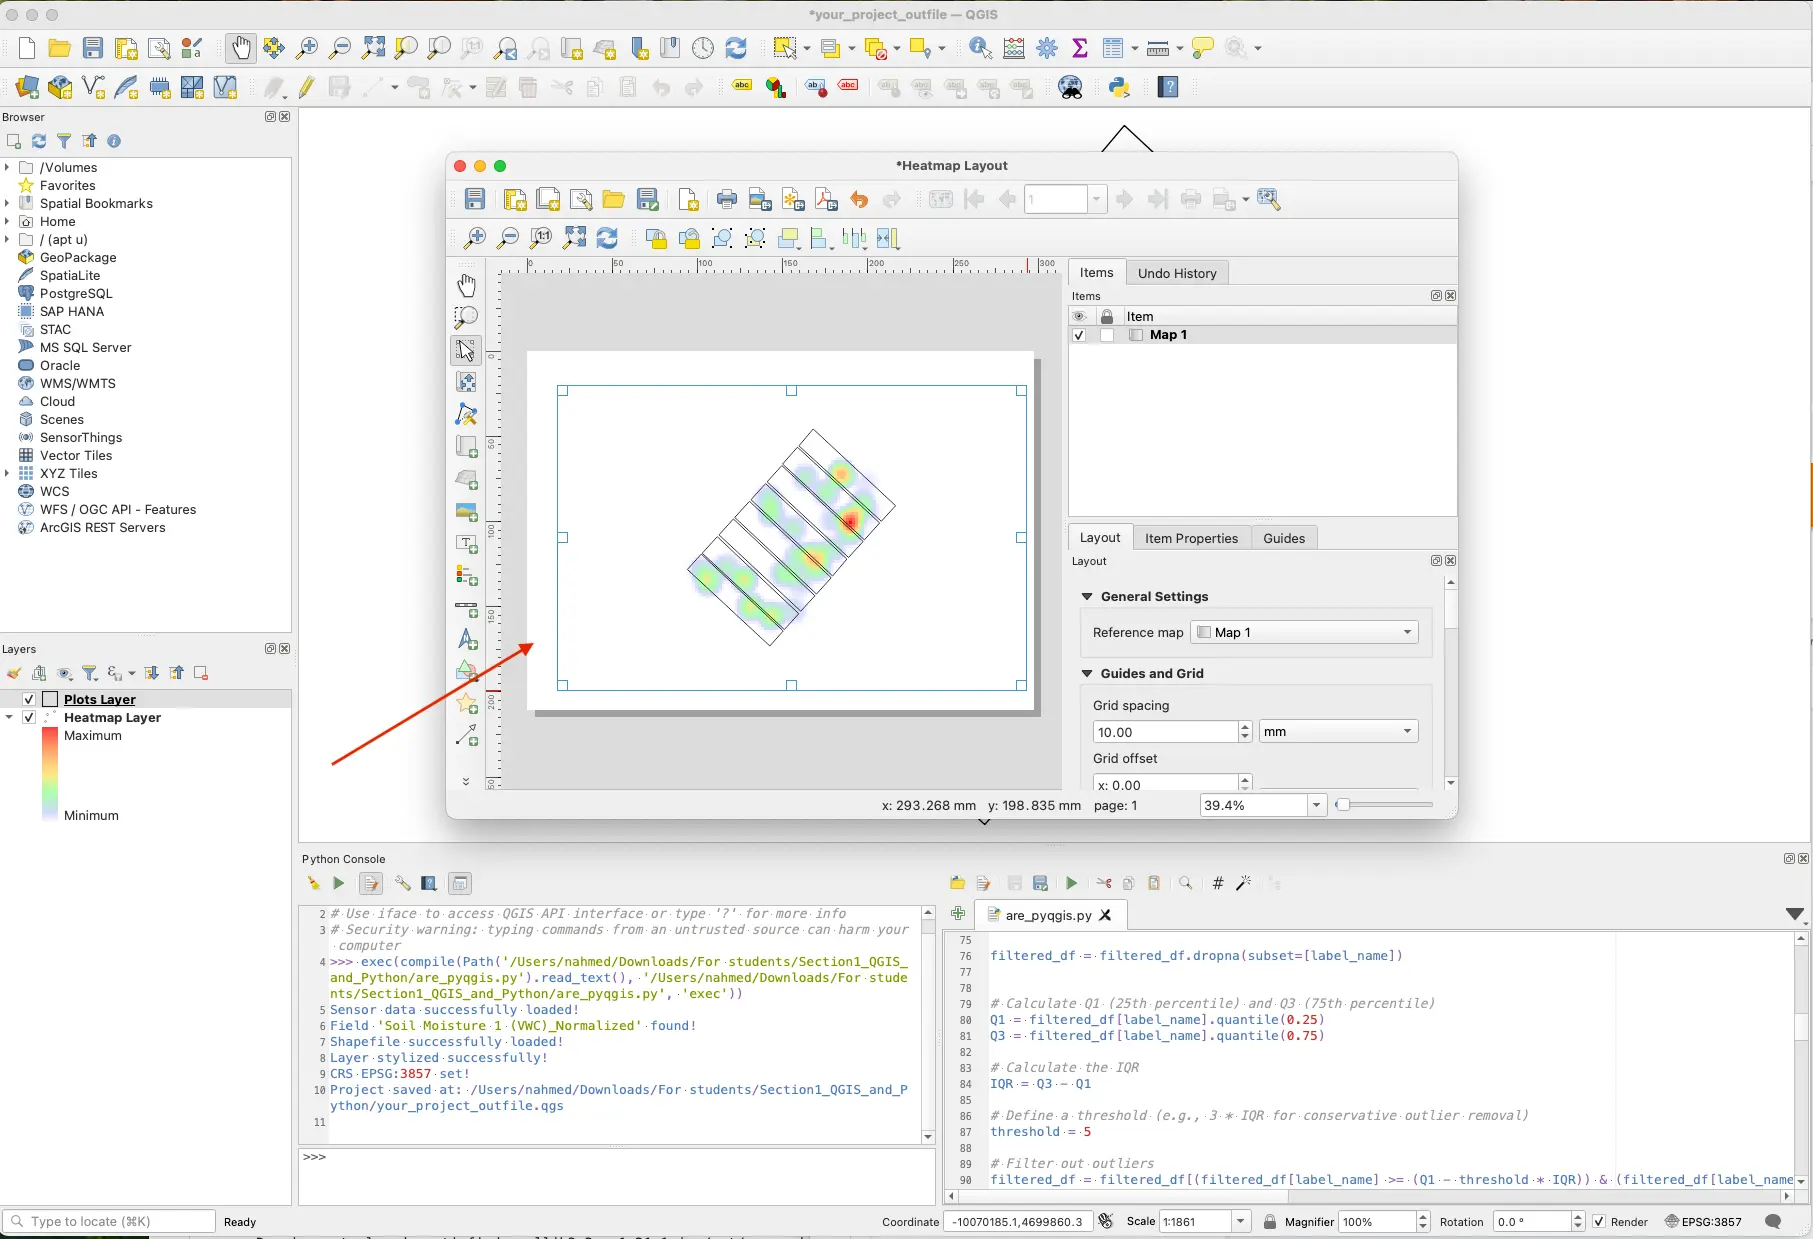 *your_project_outfile — QGIS
Browser
/Volumes
Favorites
Spatial Bookmarks
Home
/ (apt u)
GeoPackage
SpatiaLite
PostgreSQL
SAP HANA
STAC
MS SQL Server
Oracle
WMS/WMTS
Cloud
Scenes
SensorThings
Vector Tiles
XYZ Tiles
WCS
WFS / OGC API - Features
ArcGIS REST Servers
Layers
Plots Layer
Heatmap Layer
Maximum
Minimum
*Heatmap Layout
1
0 50 100 150 200 250 300
0
50
100
150
200
Items Undo History
Items
Item
Map 1
Layout Item Properties Guides
Layout
General Settings
Reference map Map 1
Guides and Grid
Grid spacing
10.00 mm
Grid offset
x: 0.00
x: 293.268 mm y: 198.835 mm page: 1 39.4%
Python Console
2 # Use iface to access QGIS API interface or type '?' for more info
3 # Security warning: typing commands from an untrusted source can harm your
computer
4 >>> exec(compile(Path('/Users/nahmed/Downloads/For students/Section1_QGIS_
and_Python/are_pyqgis.py').read_text(), '/Users/nahmed/Downloads/For stude
nts/Section1_QGIS_and_Python/are_pyqgis.py', 'exec'))
5 Sensor data successfully loaded!
6 Field 'Soil Moisture 1 (VWC)_Normalized' found!
7 Shapefile successfully loaded!
8 Layer stylized successfully!
9 CRS EPSG:3857 set!
10 Project saved at: /Users/nahmed/Downloads/For students/Section1_QGIS_and_P
ython/your_project_outfile.qgs
11
>>>
are_pyqgis.py
75
76 filtered_df = filtered_df.dropna(subset=[label_name])
77
78
79 # Calculate Q1 (25th percentile) and Q3 (75th percentile)
80 Q1 = filtered_df[label_name].quantile(0.25)
81 Q3 = filtered_df[label_name].quantile(0.75)
82
83 # Calculate the IQR
84 IQR = Q3 - Q1
85
86 # Define a threshold (e.g., 3 * IQR for conservative outlier removal)
87 threshold = 5
88
89 # Filter out outliers
90 filtered_df = filtered_df[(filtered_df[label_name] >= (Q1 - threshold * IQR)) & (filtered_df[label_name
Type to locate (⌘K) Ready Coordinate -10070185.1,4699860.3 Scale 1:1861 Magnifier 100% Rotation 0.0 ° Render EPSG:3857